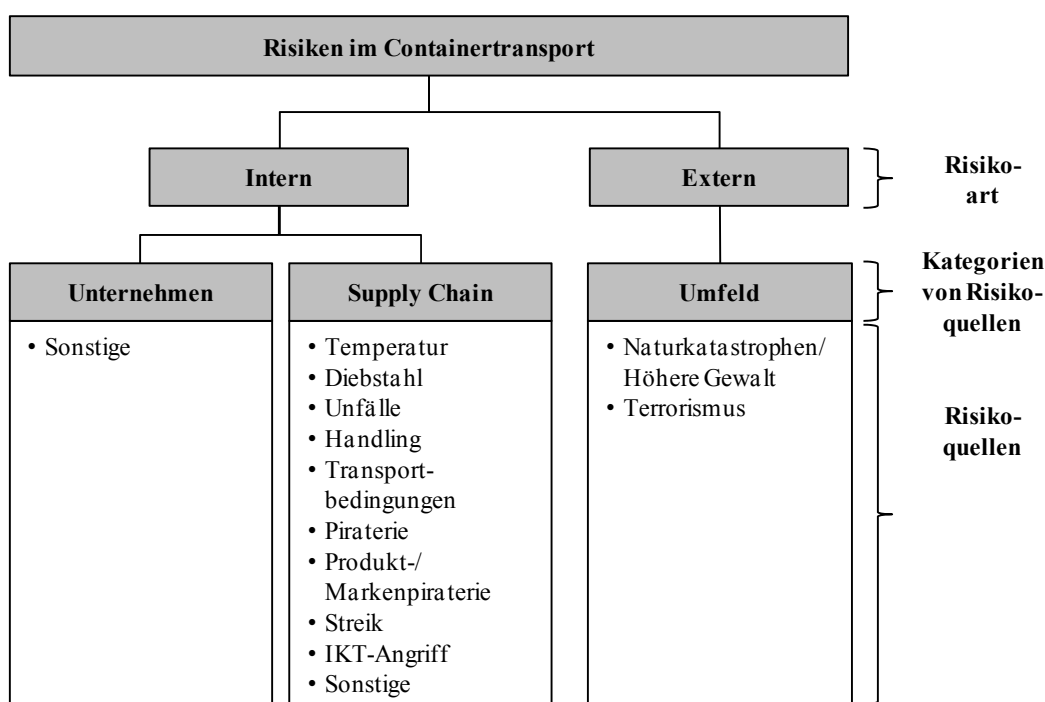 Risiken im Containertransport
Intern
Extern
Risiko-
art
Unternehmen
Supply Chain
Umfeld
Kategorien
von Risiko-
quellen
• Sonstige
• Temperatur
• Diebstahl
• Unfälle
• Handling
• Transport-
bedingungen
• Piraterie
• Produkt-/
Markenpiraterie
• Streik
• IKT-Angriff
• Sonstige
• Naturkatastrophen/
Höhere Gewalt
• Terrorismus
Risiko-
quellen